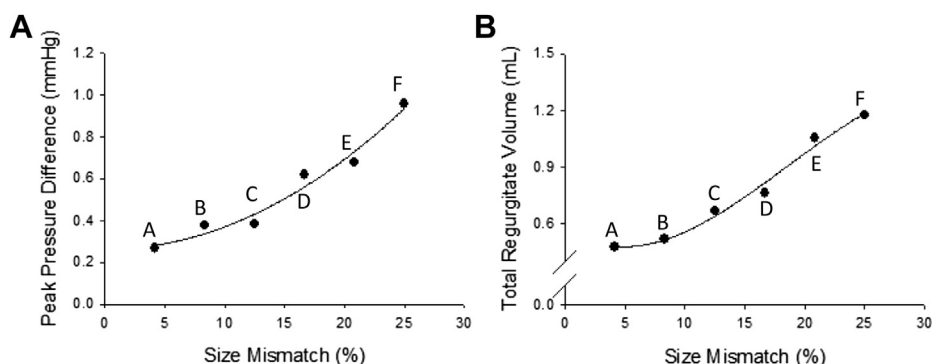 A
Peak Pressure Difference (mmHg)
1.2
1.0
0.8
0.6
0.4
0.2
0.0
A
B
C
D
E
F
0
5
10
15
20
25
30
Size Mismatch (%)
B
Total Regurgitate Volume (mL)
1.5
1.2
0.9
0.6
0.0
A
B
C
D
E
F
0
5
10
15
20
25
30
Size Mismatch (%)